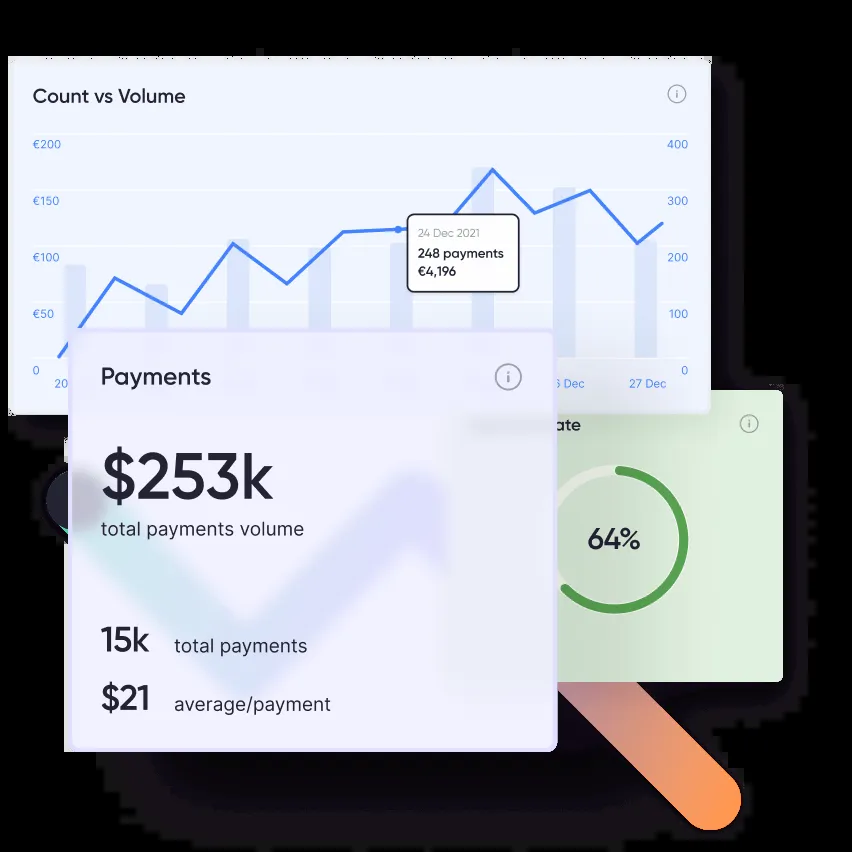 Count vs Volume
€200
400
€150
300
24 Dec 2021
€100
248 payments
200
€4,196
€50
100
0
0
20
6 Dec
27 Dec
Payments
ate
$253k
total payments volume
64%
15k total payments
$21 average/payment